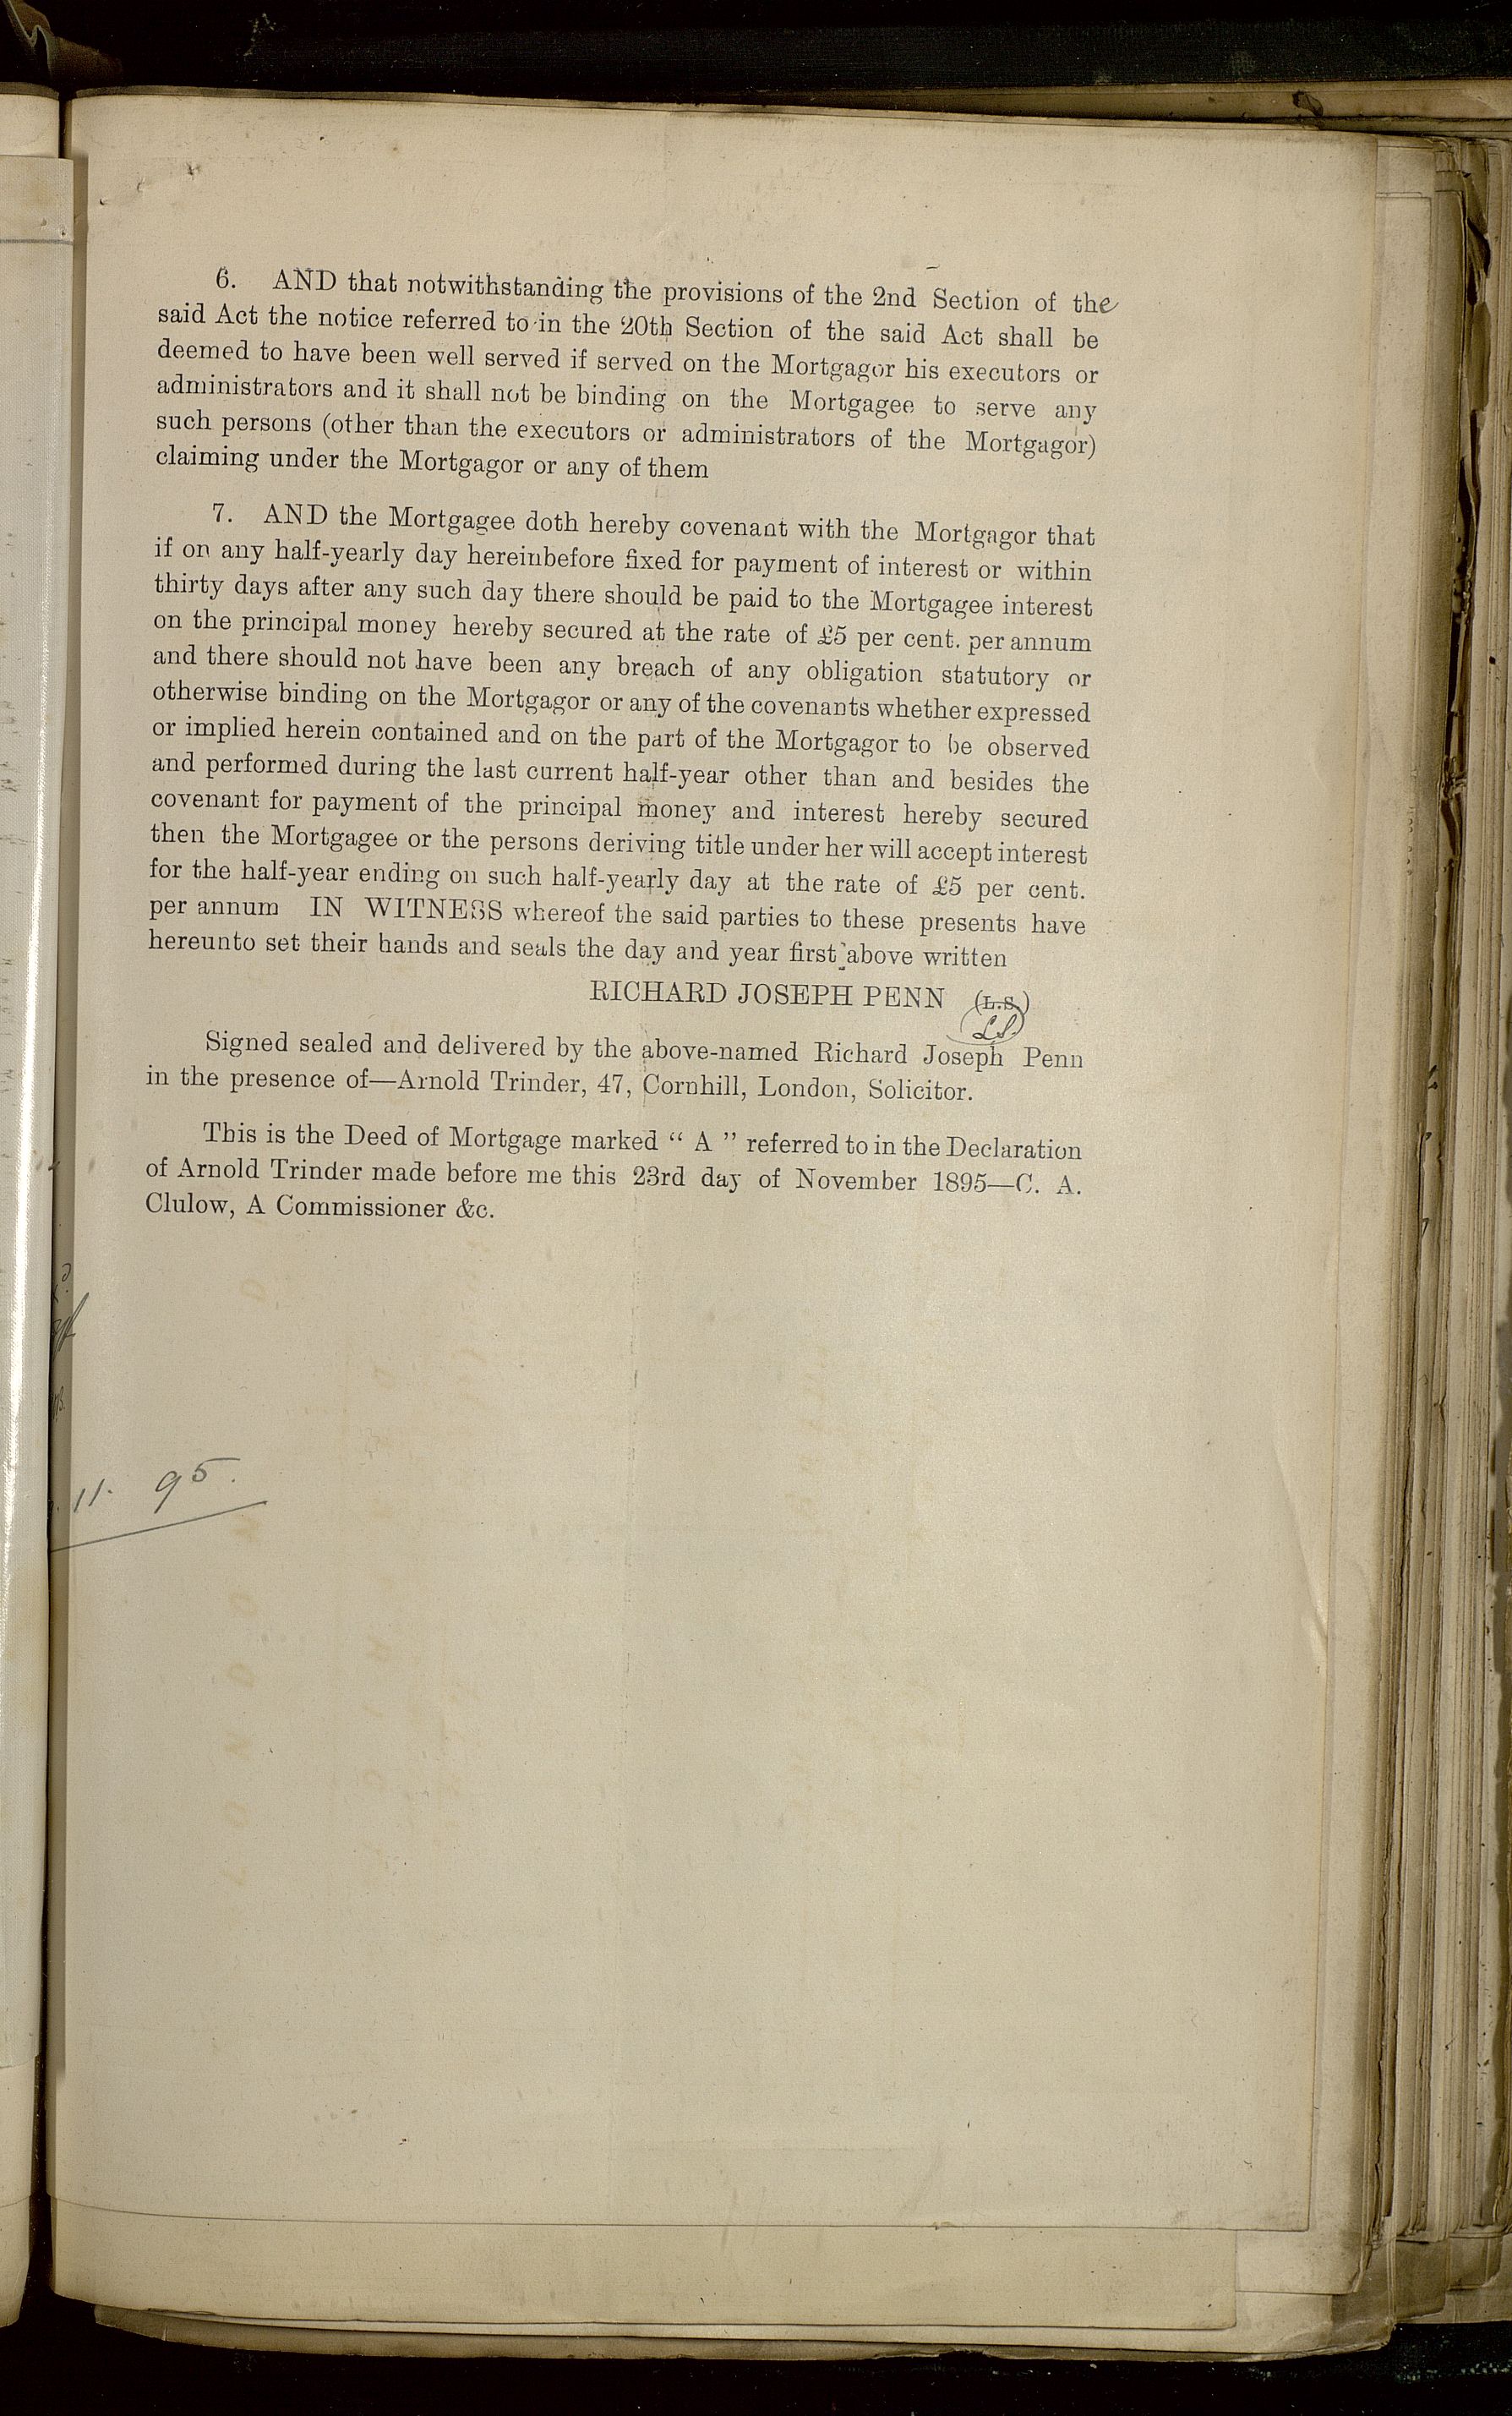 6. AND that notwithstanding the provisions of the 2nd Section of the
said Act the notice referred to in the 20th Section of the said Act shall be
deemed to have been well served if served on the Mortgagor his executors or
administrators and it shall not be binding on the Mortgagee to serve any
such persons (other than the executors or administrators of the Mortgagor)
claiming under the Mortgagor or any of them
7. AND the Mortgagee doth hereby covenant with the Mortgagor that
if on any half-yearly day hereinbefore fixed for payment of interest or within
thirty days after any such day there should be paid to the Mortgagee interest
on the principal money hereby secured at the rate of £5 per cent. per annum
and there should not have been any breach of any obligation statutory or
otherwise binding on the Mortgagor or any of the covenants whether expressed
or implied herein contained and on the part of the Mortgagor to be observed
and performed during the last current half-year other than and besides the
covenant for payment of the principal money and interest hereby secured
then the Mortgagee or the persons deriving title under her will accept interest
for the half-year ending on such half-yearly day at the rate of £5 per cent.
per annum IN WITNESS whereof the said parties to these presents have
hereunto set their hands and seals the day and year first above written
RICHARD JOSEPH PENN (L.S.)
LS
Signed sealed and delivered by the above-named Richard Joseph Penn
in the presence of—Arnold Trinder, 47, Cornhill, London, Solicitor.
This is the Deed of Mortgage marked “ A ” referred to in the Declaration
of Arnold Trinder made before me this 23rd day of November 1895—C. A.
Clulow, A Commissioner &c.
11. 95.